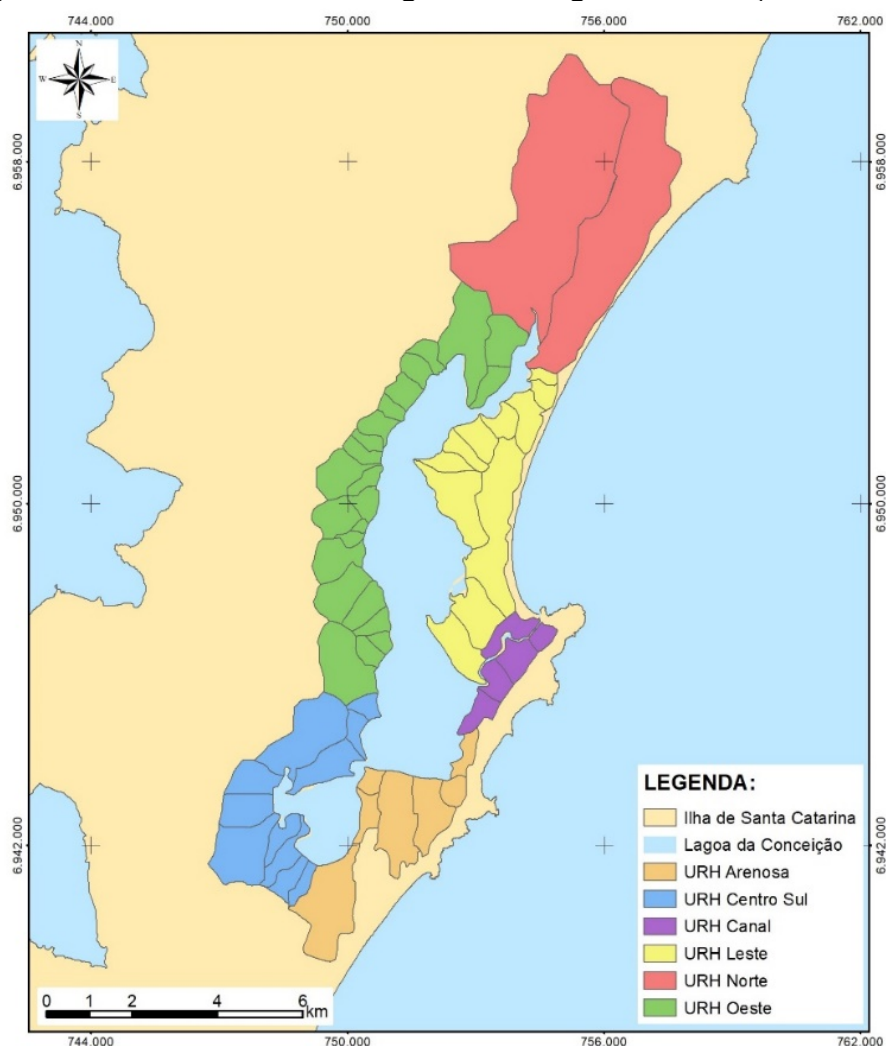 744.000 750.000 756.000 762.000
N
W E
S
6.958.000 6.958.000
6.950.000 6.950.000
6.942.000 6.942.000
LEGENDA:
Ilha de Santa Catarina
Lagoa da Conceição
URH Arenosa
URH Centro Sul
URH Canal
URH Leste
URH Norte
URH Oeste
0 1 2 4 6
km
744.000 750.000 756.000 762.000